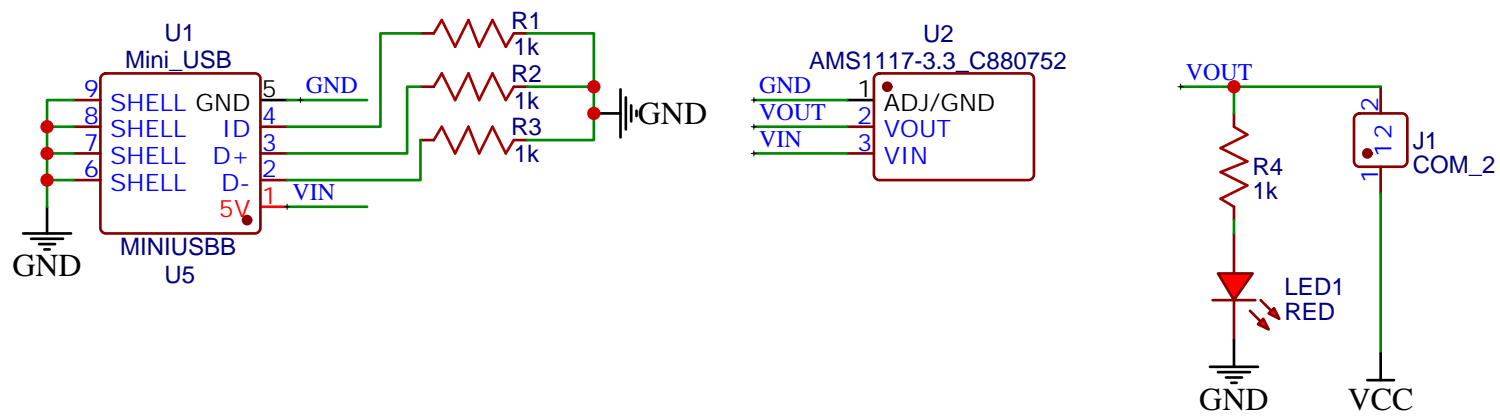 U1
Mini_USB
9 SHELL GND 5 GND
8 SHELL ID 4
7 SHELL D+ 3
6 SHELL D- 2
5V 1 VIN
MINIUSBB
U5
GND
R1
1k
R2
1k
R3
1k
GND
U2
AMS1117-3.3_C880752
GND 1 ADJ/GND
VOUT 2 VOUT
VIN 3 VIN
VOUT
R4
1k
LED1
RED
GND
2
1 2
1
J1
COM_2
VCC